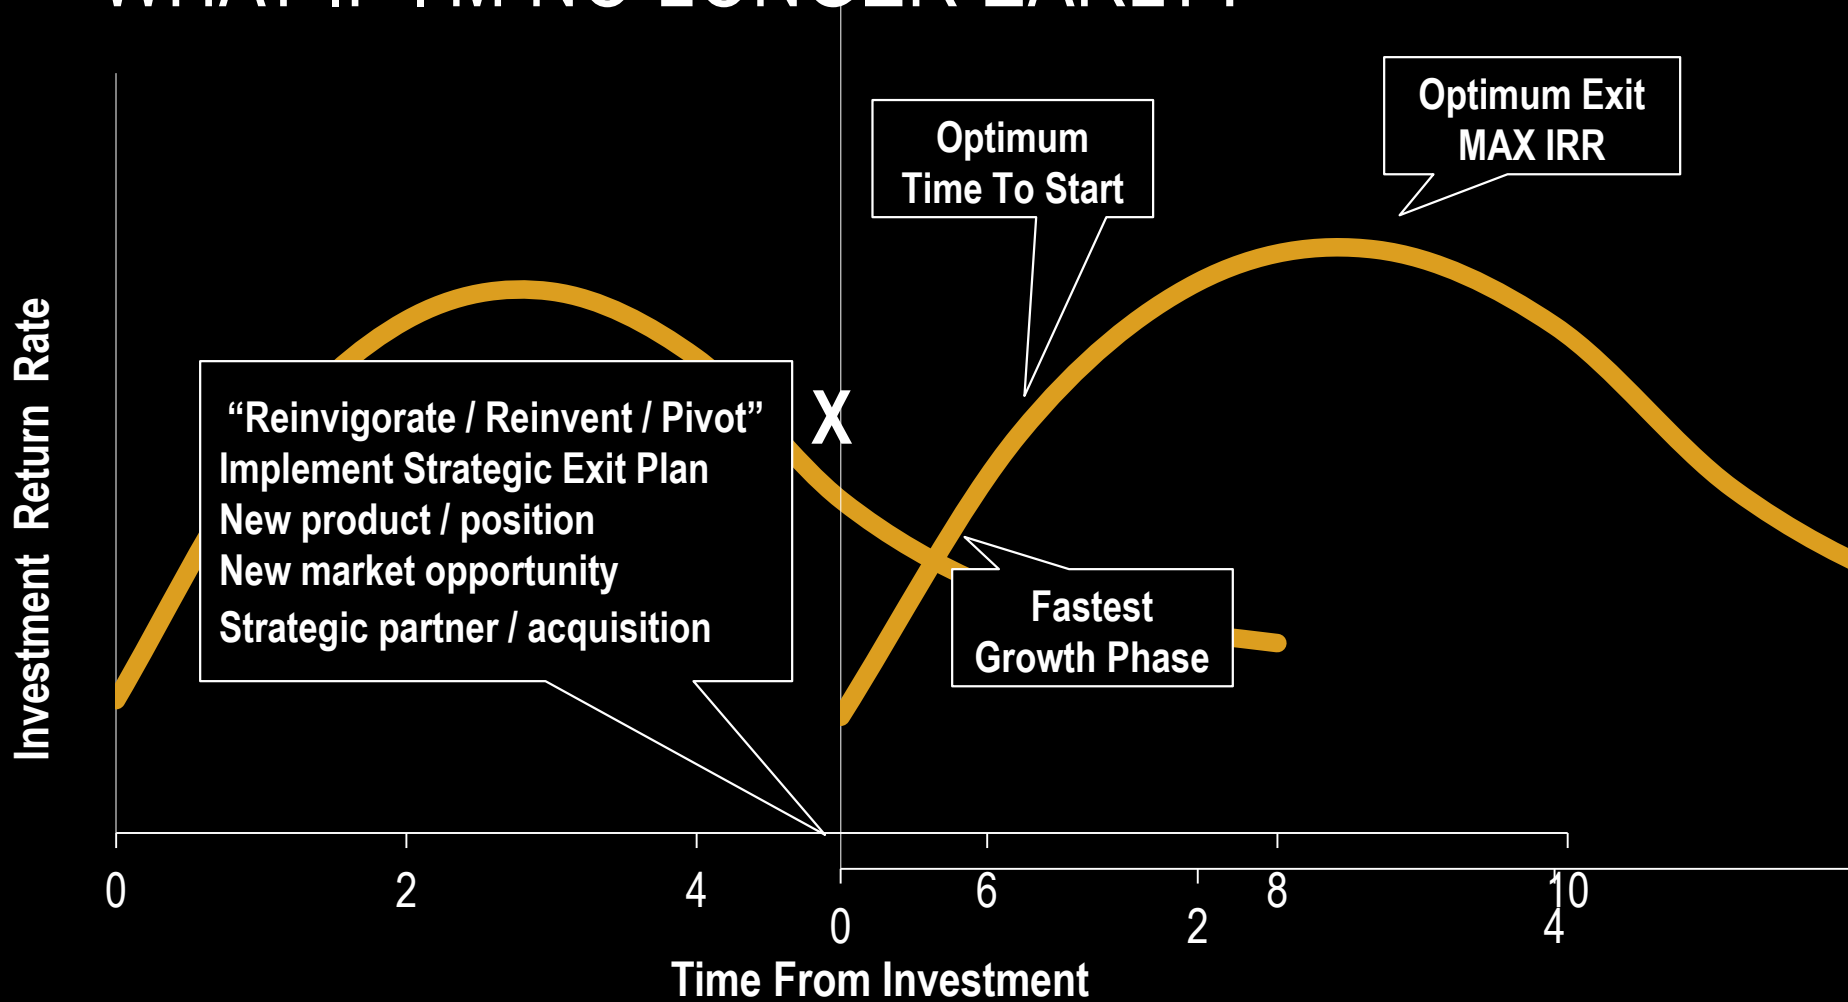 Optimum Exit
MAX IRR
Optimum
Time To Start
Investment Return Rate
X
“Reinvigorate / Reinvent / Pivot”
Implement Strategic Exit Plan
New product / position
New market opportunity
Strategic partner / acquisition
Fastest
Growth Phase
0 2 4 6 8 10
0 2 4
Time From Investment